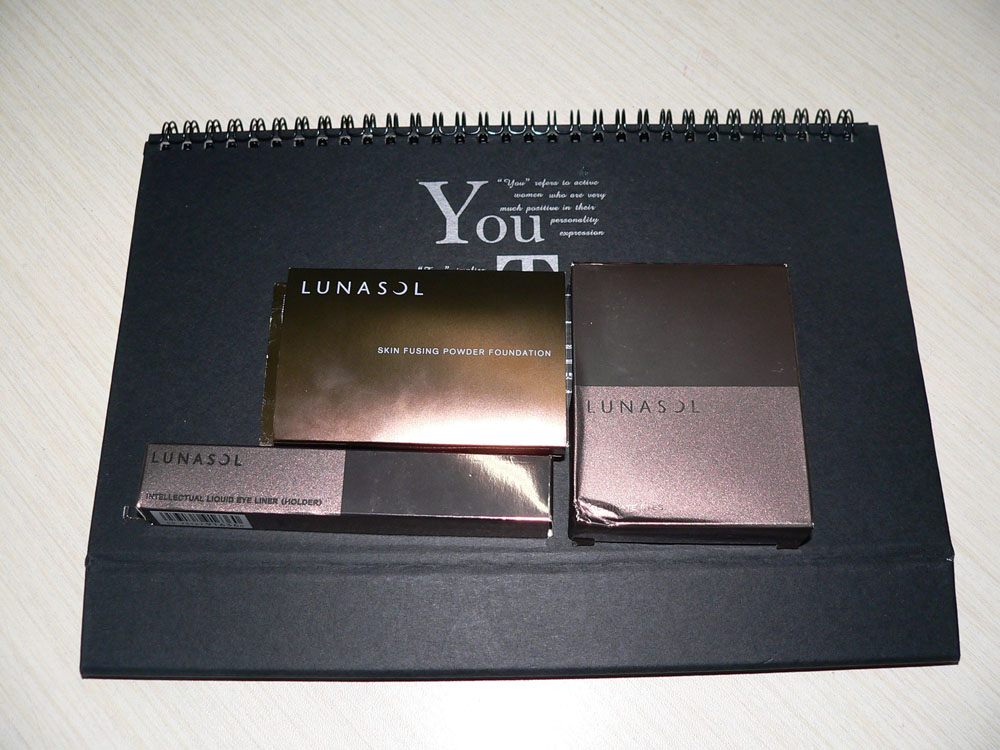 You
"You" refers to active
women who are very
much positive in their
personality
expression
LUNASOL
SKIN FUSING POWDER FOUNDATION
LUNASOL
LUNASOL
INTELLECTUAL LIQUID EYE LINER (HOLDER)